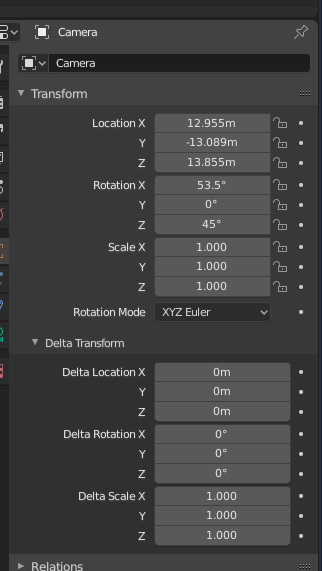 Camera
Camera
Transform
Location X 12.955m
Y -13.089m
Z 13.855m
Rotation X 53.5°
Y 0°
Z 45°
Scale X 1.000
Y 1.000
Z 1.000
Rotation Mode XYZ Euler
Delta Transform
Delta Location X 0m
Y 0m
Z 0m
Delta Rotation X 0°
Y 0°
Z 0°
Delta Scale X 1.000
Y 1.000
Z 1.000
Relations